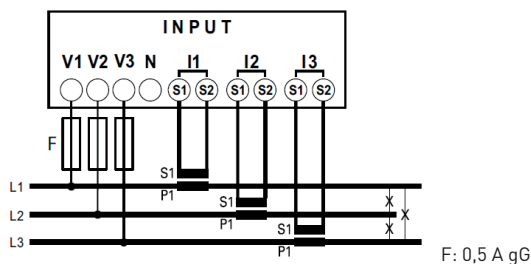 INPUT
V1 V2 V3 N I1 I2 I3
S1 S2 S1 S2 S1 S2
F
S1
L1
P1
S1
L2
P1
S1
L3
P1
X
X
X
F: 0,5 A gG